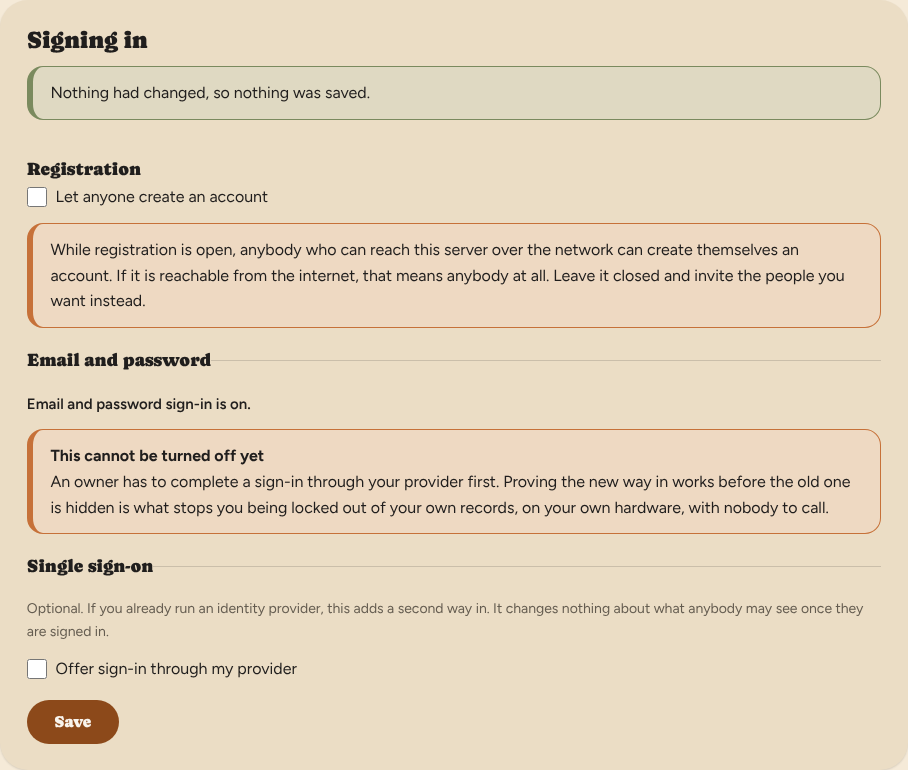 Signing in
Nothing had changed, so nothing was saved.
Registration
Let anyone create an account
While registration is open, anybody who can reach this server over the network can create themselves an
account. If it is reachable from the internet, that means anybody at all. Leave it closed and invite the people you
want instead.
Email and password
Email and password sign-in is on.
This cannot be turned off yet
An owner has to complete a sign-in through your provider first. Proving the new way in works before the old one
is hidden is what stops you being locked out of your own records, on your own hardware, with nobody to call.
Single sign-on
Optional. If you already run an identity provider, this adds a second way in. It changes nothing about what anybody may see once they
are signed in.
Offer sign-in through my provider
Save